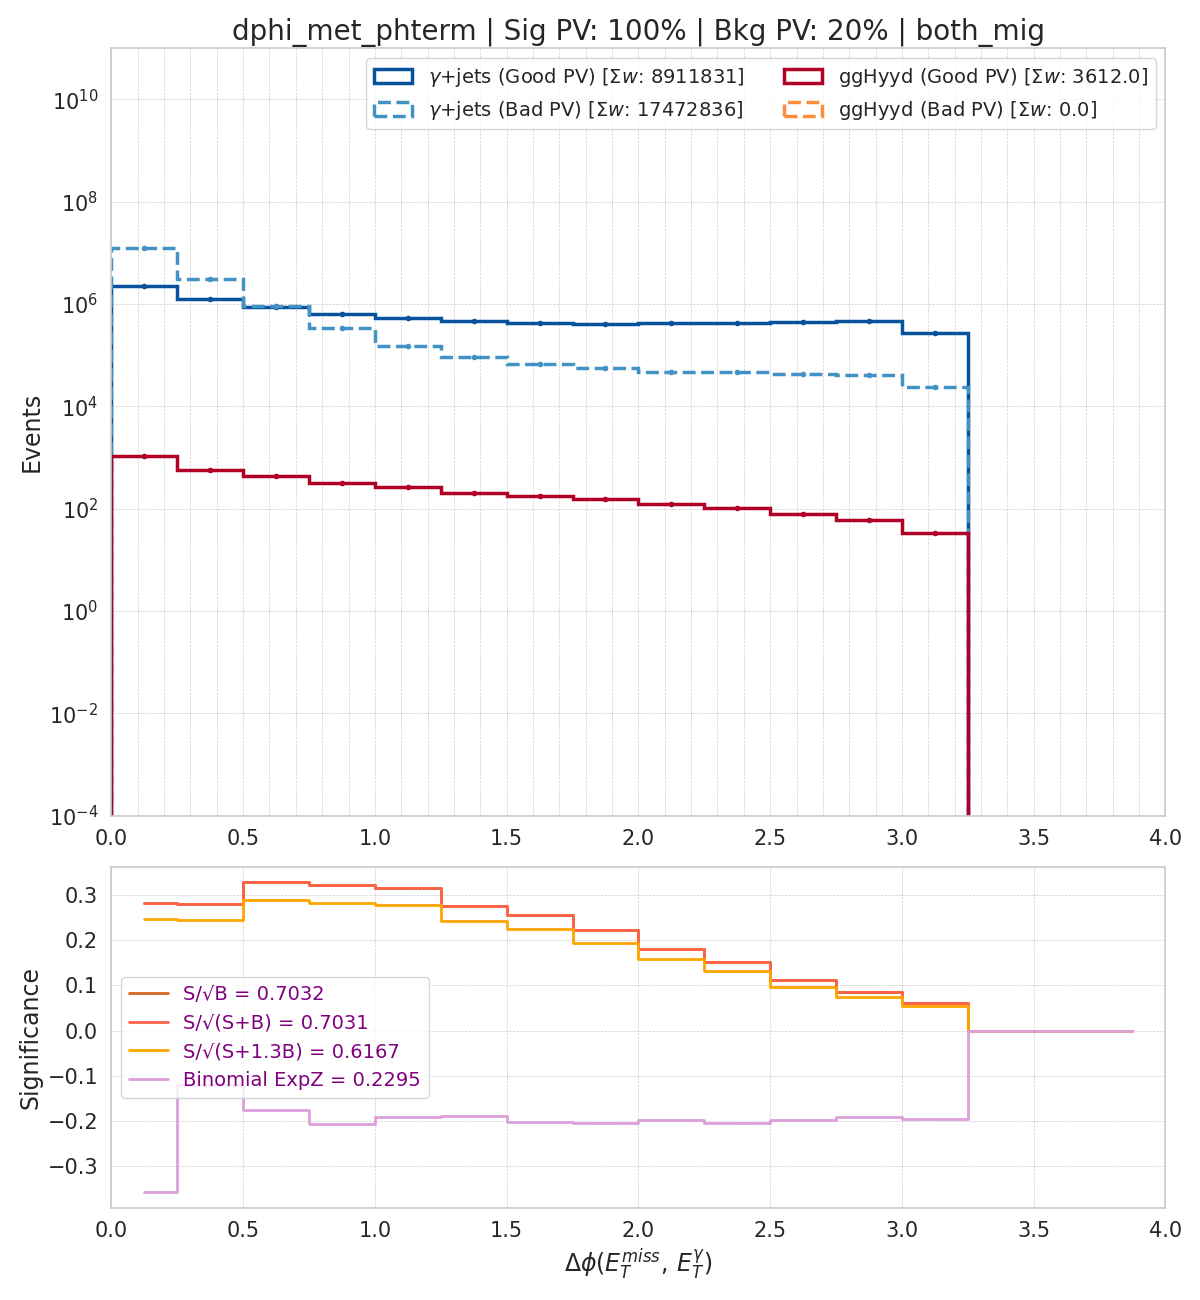 dphi_met_phterm | Sig PV: 100% | Bkg PV: 20% | both_mig
γ+jets (Good PV) [Σw: 8911831]
γ+jets (Bad PV) [Σw: 17472836]
ggHyyd (Good PV) [Σw: 3612.0]
ggHyyd (Bad PV) [Σw: 0.0]
Events
10^10
10^8
10^6
10^4
10^2
10^0
10^−2
10^−4
0.0 0.5 1.0 1.5 2.0 2.5 3.0 3.5 4.0
Significance
0.3
0.2
0.1
0.0
−0.1
−0.2
−0.3
S/√B = 0.7032
S/√(S+B) = 0.7031
S/√(S+1.3B) = 0.6167
Binomial ExpZ = 0.2295
0.0 0.5 1.0 1.5 2.0 2.5 3.0 3.5 4.0
Δϕ(E_T^miss, E_T^γ)